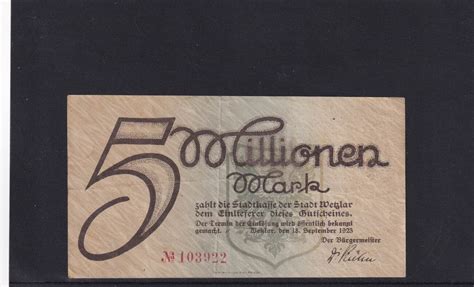 5 Millionen
Mark
zahlt die Stadtkasse der Stadt Wetzlar
dem Einlieferer dieses Gutscheines.
Der Termin der Einlösung wird öffentlich bekannt
gemacht. Wetzlar, den 18. September 1923
Der Bürgermeister
№ 103922